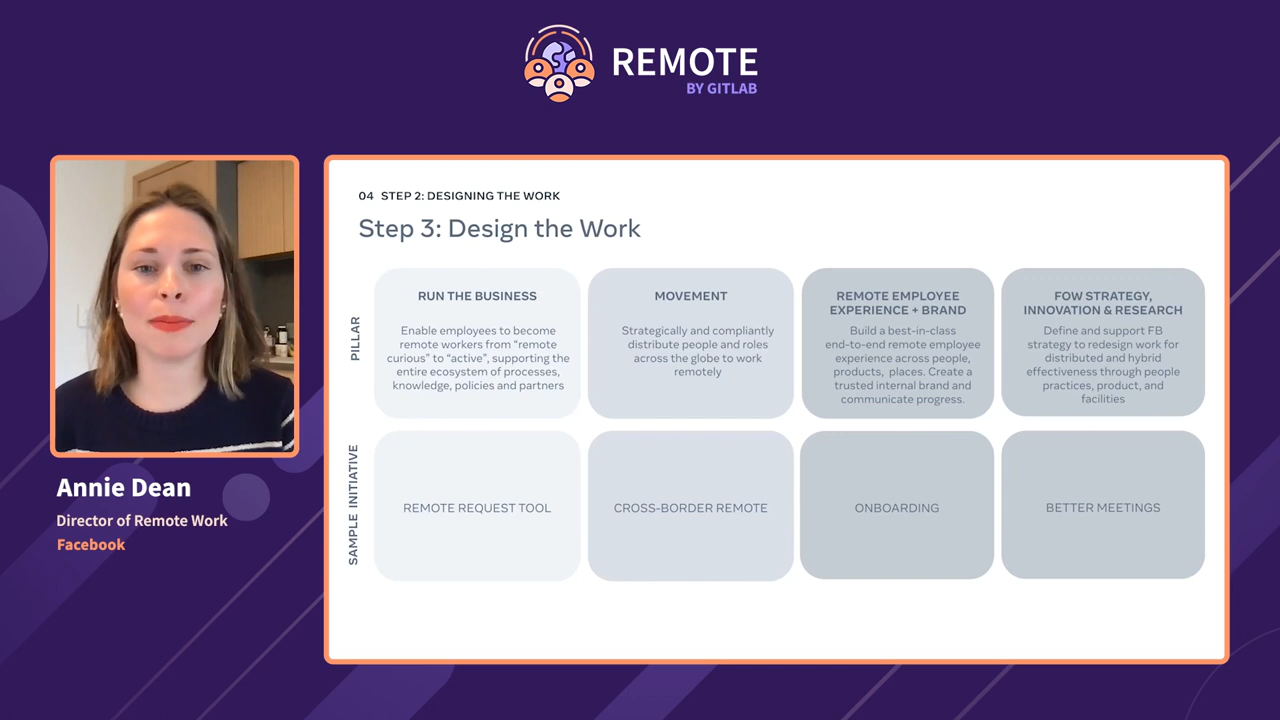 REMOTE
BY GITLAB
Annie Dean
Director of Remote Work
Facebook
04 STEP 2: DESIGNING THE WORK
Step 3: Design the Work
PILLAR
RUN THE BUSINESS
Enable employees to become
remote workers from “remote
curious” to “active”, supporting the
entire ecosystem of processes,
knowledge, policies and partners
MOVEMENT
Strategically and compliantly
distribute people and roles
across the globe to work
remotely
REMOTE EMPLOYEE
EXPERIENCE + BRAND
Build a best-in-class
end-to-end remote employee
experience across people,
products, places. Create a
trusted internal brand and
communicate progress.
FOW STRATEGY,
INNOVATION & RESEARCH
Define and support FB
strategy to redesign work for
distributed and hybrid
effectiveness through people
practices, product, and
facilities
SAMPLE INITIATIVE
REMOTE REQUEST TOOL
CROSS-BORDER REMOTE
ONBOARDING
BETTER MEETINGS